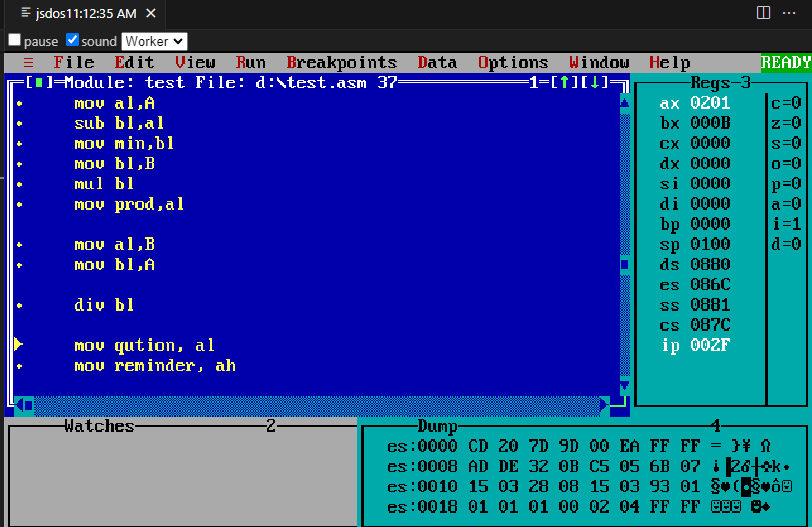 jsdos11:12:35 AM ×
pause sound Worker
≡ File Edit View Run Breakpoints Data Options Window Help READY
[■]=Module: test File: d:\test.asm 37 1=[↑][↓]
mov al,A
sub bl,al
mov min,bl
mov bl,B
mul bl
mov prod,al
mov al,B
mov bl,A
div bl
mov qution, al
mov reminder, ah
Regs-3
ax 0201 c=0
bx 000B z=0
cx 0000 s=0
dx 0000 o=0
si 0000 p=0
di 0000 a=0
bp 0000 i=1
sp 0100 d=0
ds 0880
es 086C
ss 0881
cs 087C
ip 002F
Watches 2
Dump 4
es:0000 CD 20 7D 9D 00 EA FF FF = }¥ Ω
es:0008 AD DE 32 0B C5 05 6B 07
es:0010 15 03 28 08 15 03 93 01
es:0018 01 01 01 00 02 04 FF FF